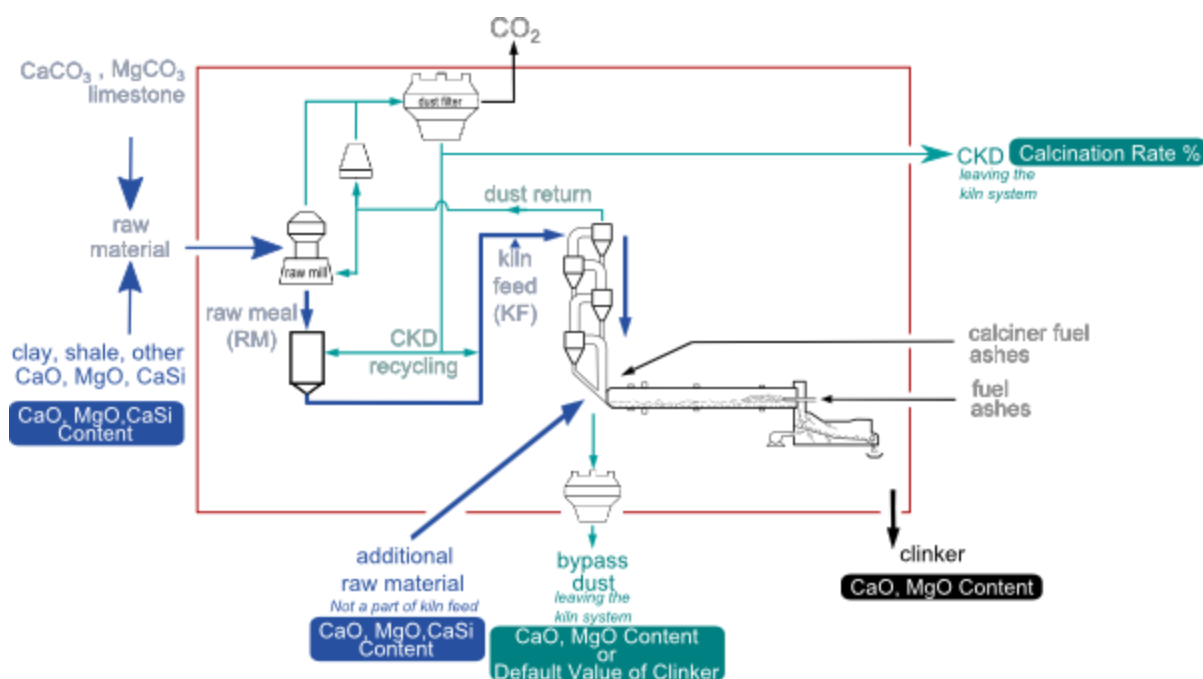 CO₂
CaCO₃ , MgCO₃
limestone
dust filter
CKD Calcination Rate %
leaving the
kiln system
dust return
raw
material
raw mill
kiln
feed
(KF)
raw meal
(RM)
CKD
recycling
clay, shale, other
CaO, MgO, CaSi
CaO, MgO,CaSi
Content
calciner fuel
ashes
fuel
ashes
additional
raw material
Not a part of kiln feed
CaO, MgO,CaSi
Content
bypass
dust
leaving the
kiln system
CaO, MgO Content
or
Default Value of Clinker
clinker
CaO, MgO Content